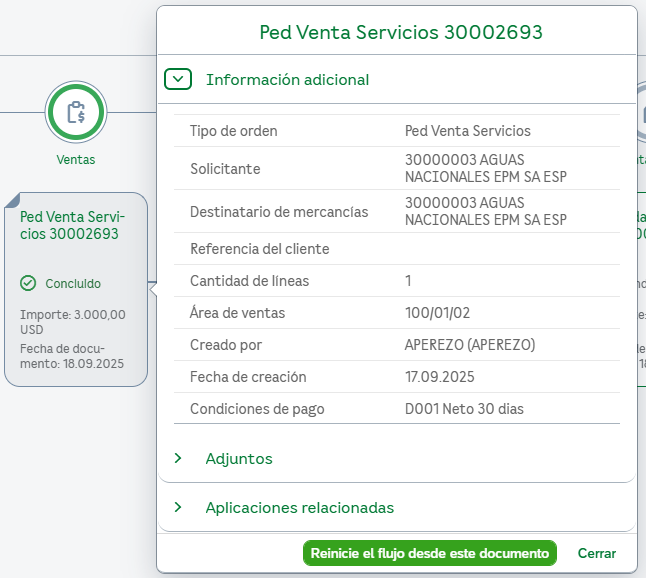 Ped Venta Servicios 30002693
Información adicional
Tipo de orden Ped Venta Servicios
Solicitante 30000003 AGUAS
NACIONALES EPM SA ESP
Destinatario de mercancías 30000003 AGUAS
NACIONALES EPM SA ESP
Referencia del cliente
Cantidad de líneas 1
Área de ventas 100/01/02
Creado por APEREZO (APEREZO)
Fecha de creación 17.09.2025
Condiciones de pago D001 Neto 30 dias
Adjuntos
Aplicaciones relacionadas
Reinicie el flujo desde este documento
Cerrar
Ventas
Ped Venta Servi-
cios 30002693
Concluido
Importe: 3.000,00
USD
Fecha de docu-
mento: 18.09.2025